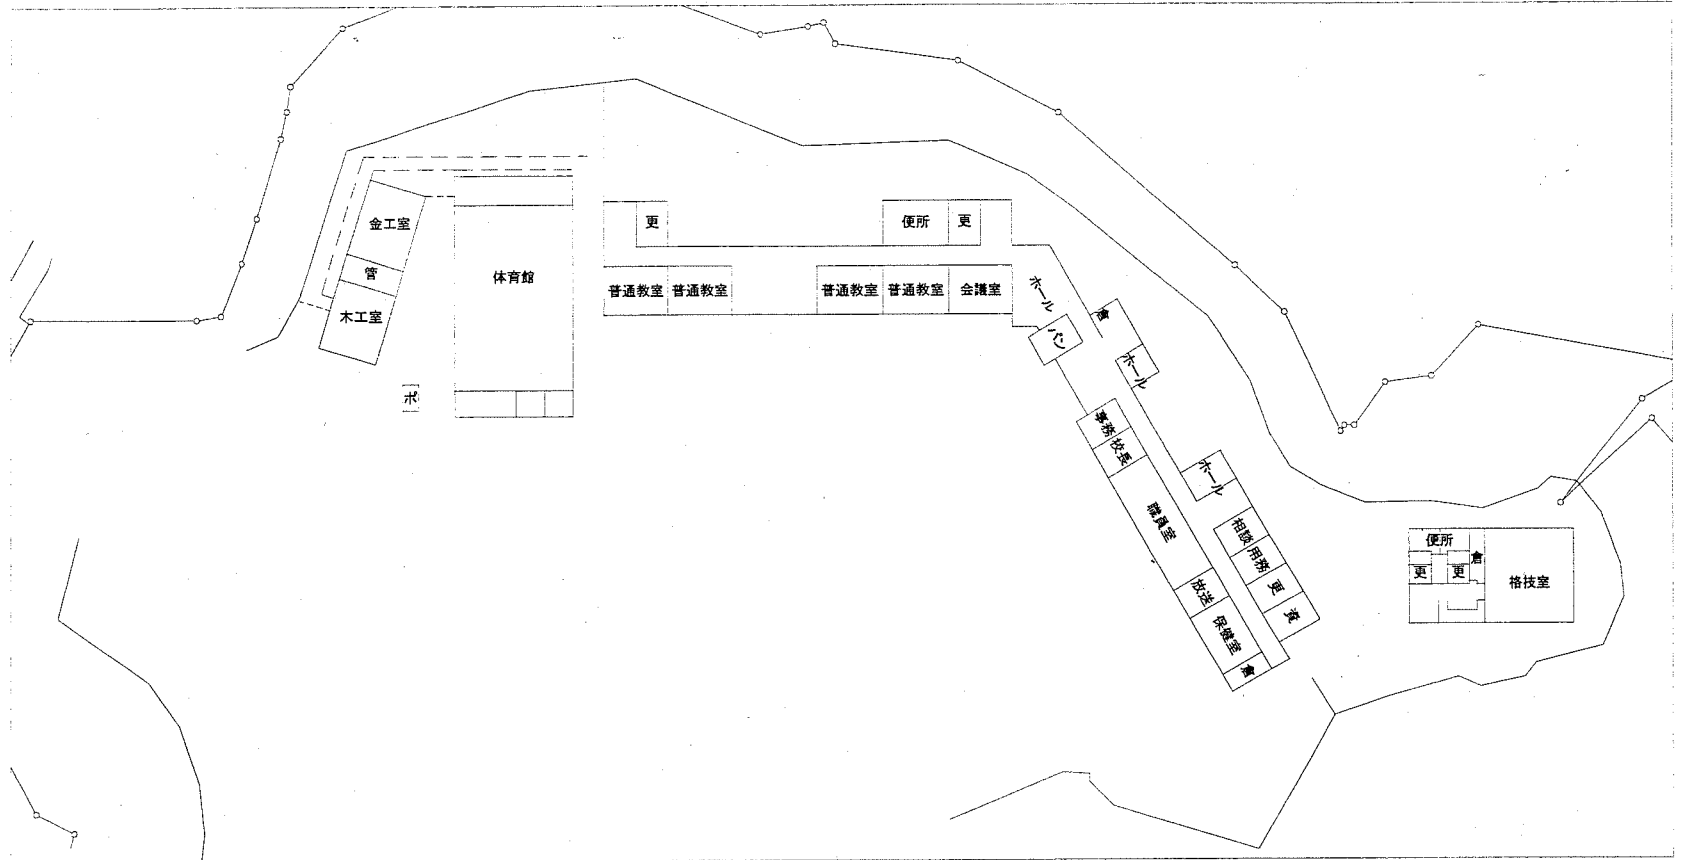 金工室
管
木工室
体育館
ポ
更
便所
更
普通教室
普通教室
普通教室
普通教室
会議室
ホール
パン
倉
ホール
事務
校長
職員室
放送
保健室
倉
ホール
相談
用務
更
資
便所
更
更
倉
格技室